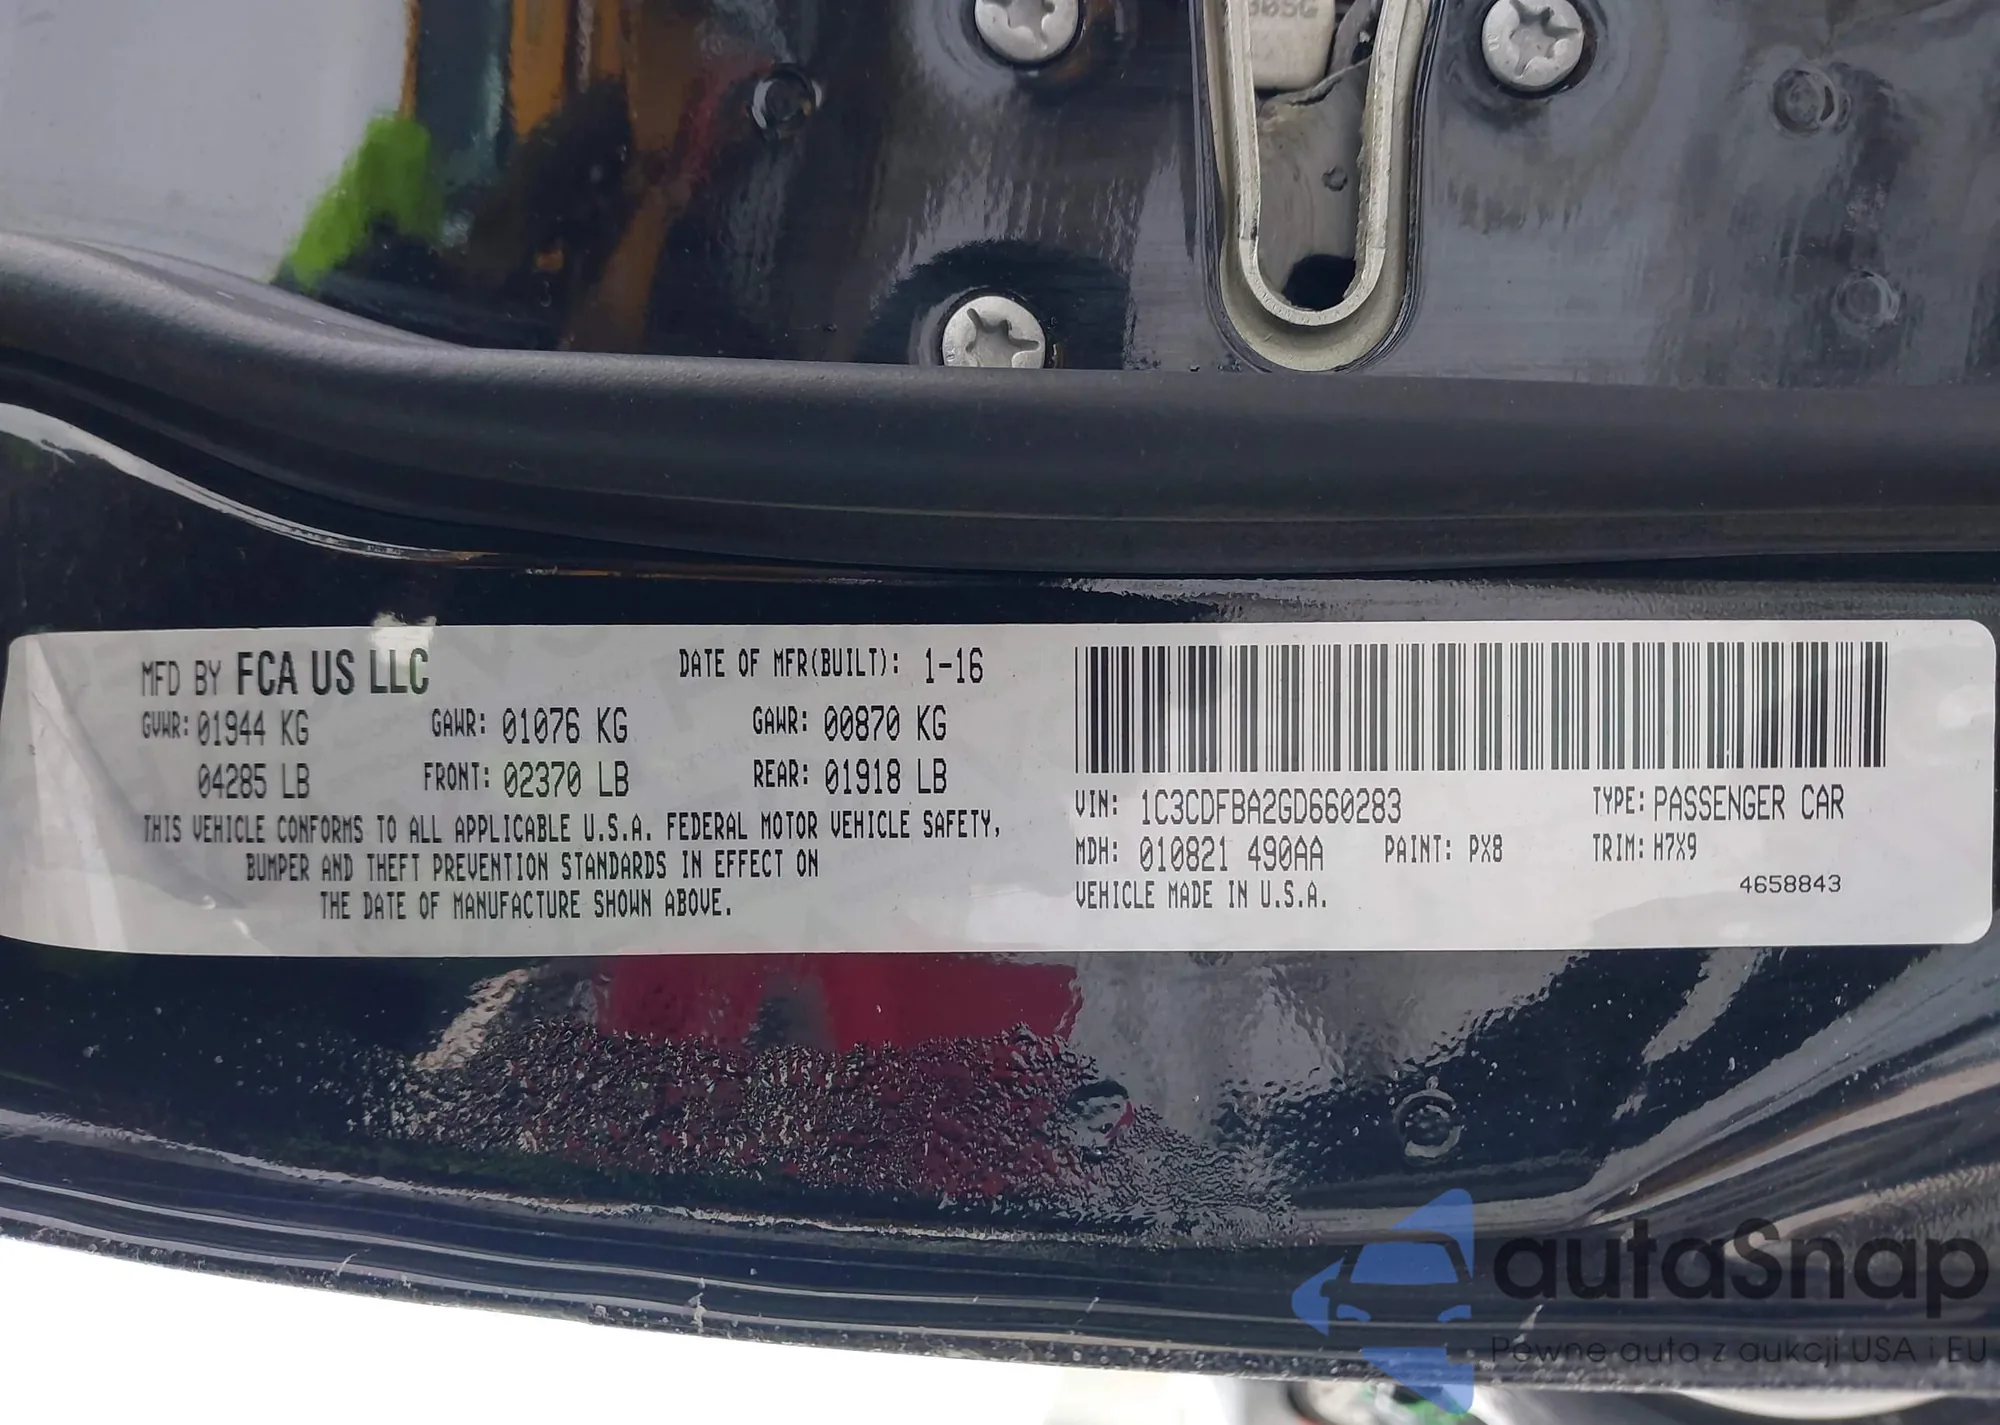 305G
MFD BY FCA US LLC DATE OF MFR(BUILT): 1-16
GVWR: 01944 KG GAWR: 01076 KG GAWR: 00870 KG
04285 LB FRONT: 02370 LB REAR: 01918 LB
THIS VEHICLE CONFORMS TO ALL APPLICABLE U.S.A. FEDERAL MOTOR VEHICLE SAFETY,
BUMPER AND THEFT PREVENTION STANDARDS IN EFFECT ON
THE DATE OF MANUFACTURE SHOWN ABOVE.
VIN: 1C3CDFBA2GD660283 TYPE: PASSENGER CAR
MDH: 010821 490AA PAINT: PX8 TRIM: H7X9
VEHICLE MADE IN U.S.A.
4658843
autaSnap
Pewne auto z aukcji USA i EU